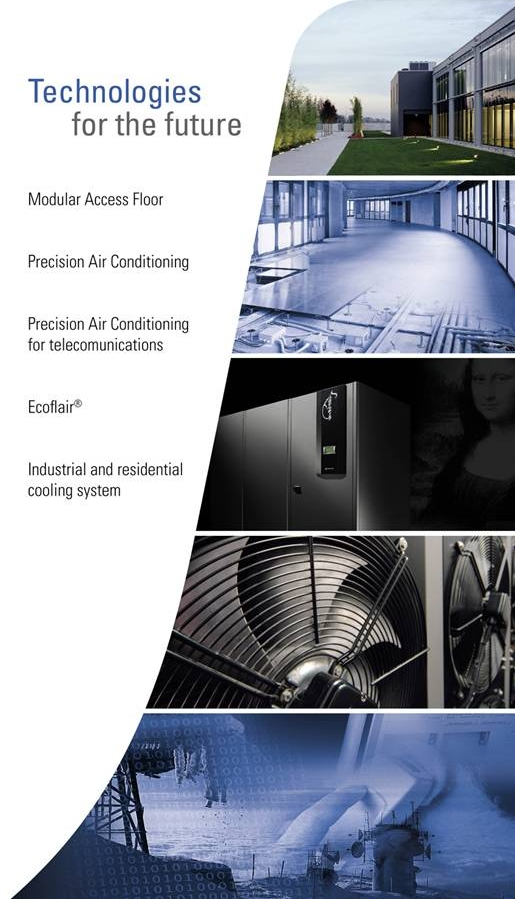 Technologies
for the future
Modular Access Floor
Precision Air Conditioning
Precision Air Conditioning
for telecomunications
Ecoflair®
Industrial and residential
cooling system